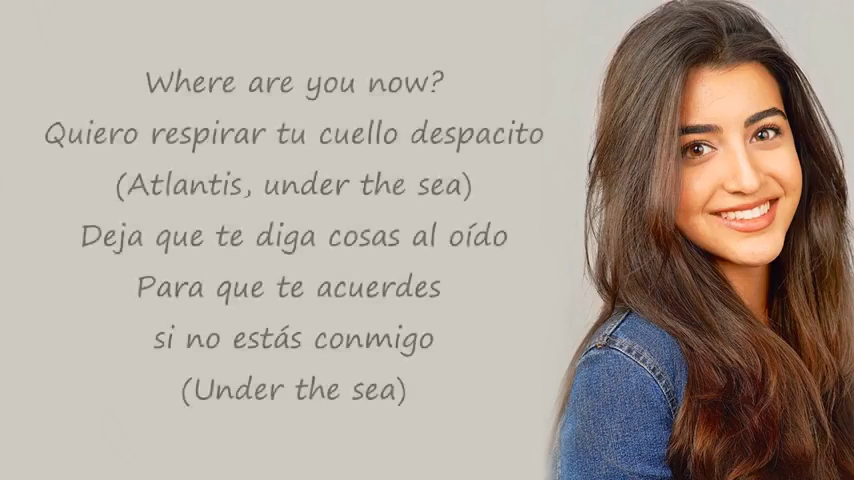 Where are you now?
Quiero respirar tu cuello despacito
(Atlantis, under the sea)
Deja que te diga cosas al oído
Para que te acuerdes
si no estás conmigo
(Under the sea)